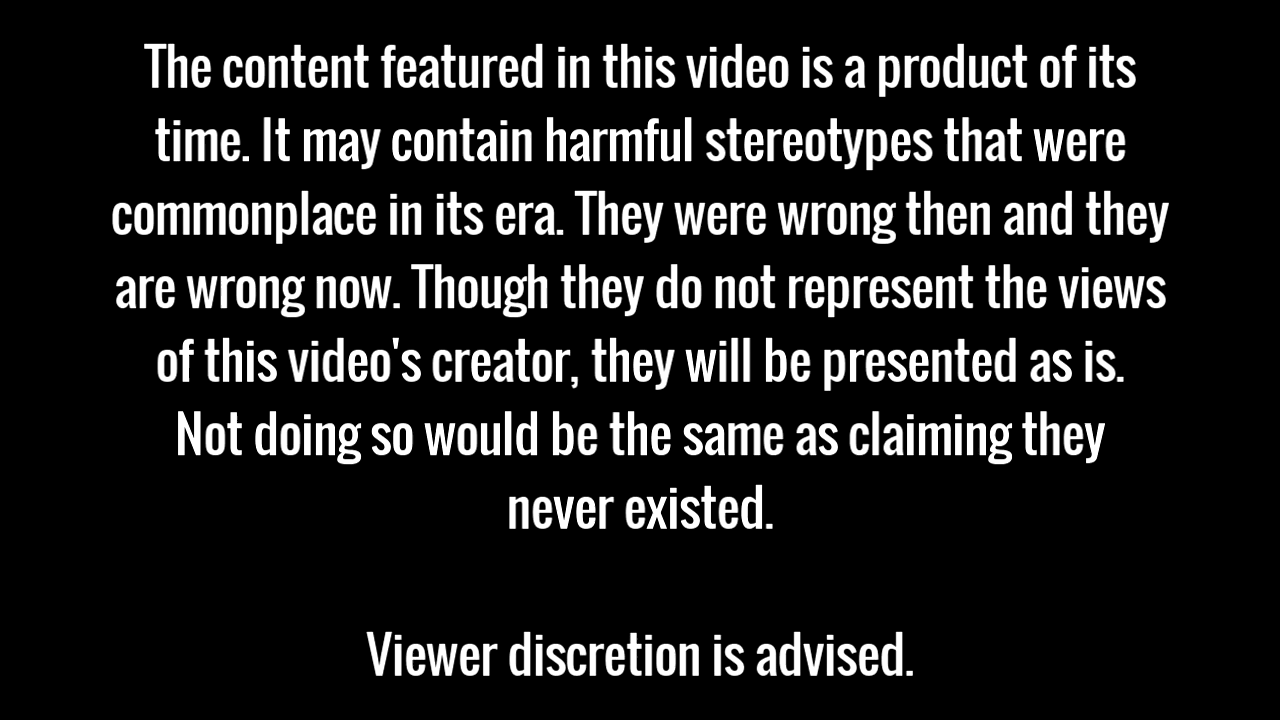 The content featured in this video is a product of its
time. It may contain harmful stereotypes that were
commonplace in its era. They were wrong then and they
are wrong now. Though they do not represent the views
of this video's creator, they will be presented as is.
Not doing so would be the same as claiming they
never existed.
Viewer discretion is advised.